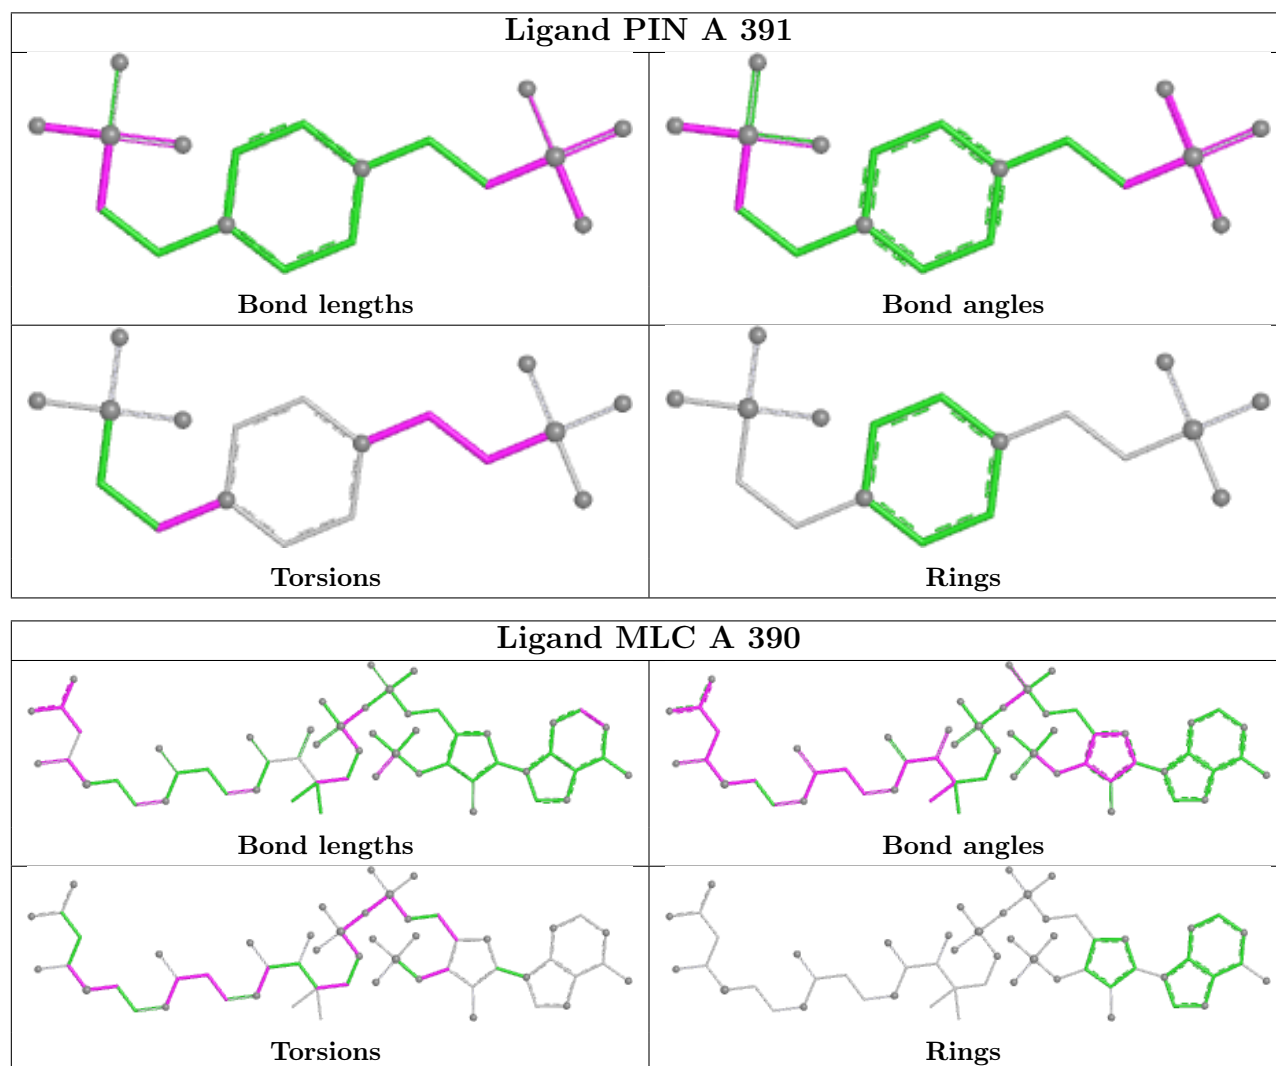 Ligand PIN A 391
Bond lengths
Bond angles
Torsions
Rings
Ligand MLC A 390
Bond lengths
Bond angles
Torsions
Rings